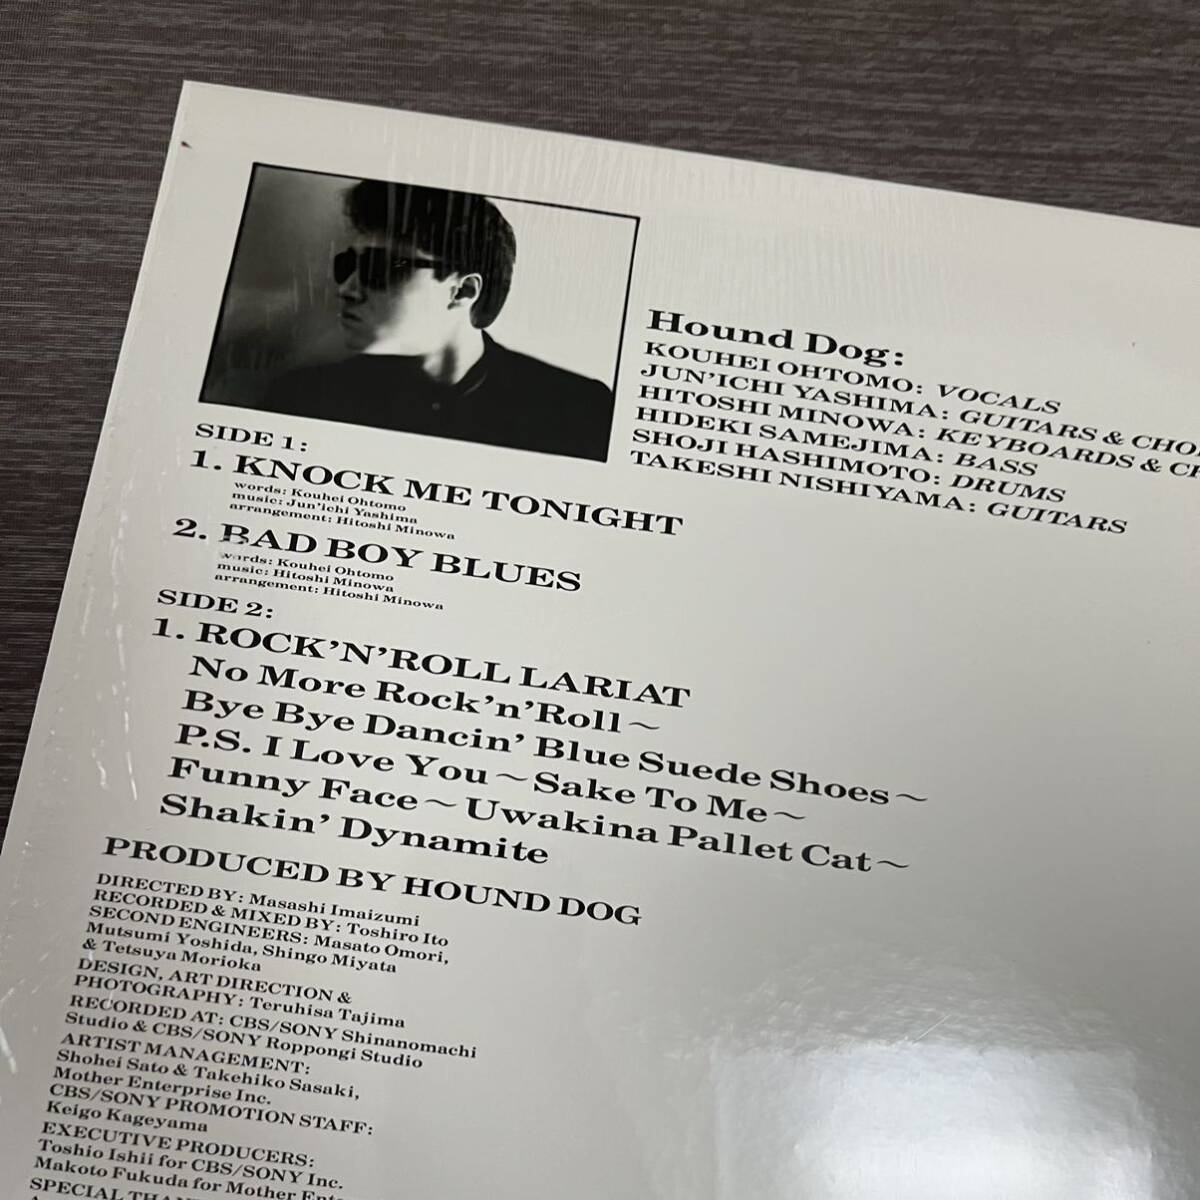 Hound Dog:
KOUHEI OHTOMO: VOCALS
JUN'ICHI YASHIMA: GUITARS &
HITOSHI MINOWA: KEYBOARDS &
HIDEKI SAMEJIMA: BASS
SHOJI HASHIMOTO: DRUMS
TAKESHI NISHIYAMA: GUITARS
SIDE 1:
1. KNOCK ME TONIGHT
words: Kouhei Ohtomo
music: Jun'ichi Yashima
arrangement: Hitoshi Minowa
2. BAD BOY BLUES
words: Kouhei Ohtomo
music: Hitoshi Minowa
arrangement: Hitoshi Minowa
SIDE 2:
1. ROCK'N'ROLL LARIAT
No More Rock'n'Roll～
Bye Bye Dancin' Blue Suede Shoes～
P.S. I Love You～Sake To Me～
Funny Face～Uwakina Pallet Cat～
Shakin' Dynamite
PRODUCED BY HOUND DOG
DIRECTED BY: Masashi Imaizumi
RECORDED & MIXED BY: Toshiro Ito
SECOND ENGINEERS: Masato Omori,
Mutsumi Yoshida, Shingo Miyata
& Tetsuya Morioka
DESIGN, ART DIRECTION &
PHOTOGRAPHY: Teruhisa Tajima
RECORDED AT: CBS/SONY Shinanomachi
Studio & CBS/SONY Roppongi Studio
ARTIST MANAGEMENT:
Shohei Sato & Takehiko Sasaki,
Mother Enterprise Inc.
CBS/SONY PROMOTION STAFF:
Keigo Kageyama
EXECUTIVE PRODUCERS:
Toshio Ishii for CBS/SONY Inc.
Makoto Fukuda for Mother
SPECIAL